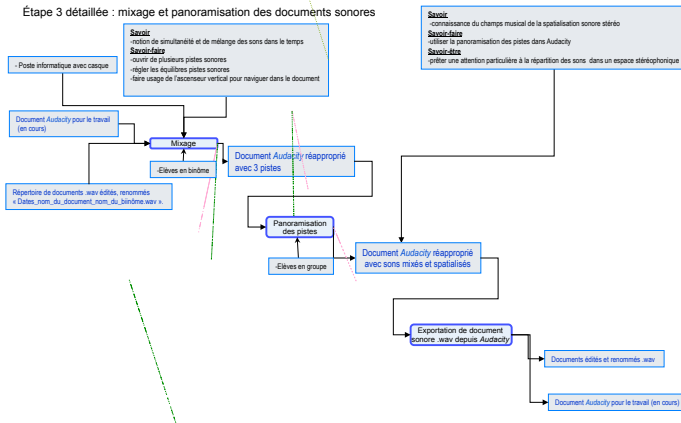 Étape 3 détaillée : mixage et panoramisation des documents sonores
Savoir
-notion de simultanéité et de mélange des sons dans le temps
Savoir-faire
-ouvrir de plusieurs pistes sonores
-régler les équilibres pistes sonores
-faire usage de l'ascenseur vertical pour naviguer dans le document
Savoir
-connaissance du champs musical de la spatialisation sonore stéréo
Savoir-faire
-utiliser la panoramisation des pistes dans Audacity
Savoir-être
-prêter une attention particulière à la répartition des sons dans un espace stéréophonique
- Poste informatique avec casque
Document Audacity pour le travail
(en cours)
Mixage
-Elèves en binôme
Document Audacity réapproprié
avec 3 pistes
Répertoire de documents .wav édités, renommés
« Dates_nom_du_document_nom_du_biinôme.wav ».
Panoramisation
des pistes
-Elèves en groupe
Document Audacity réapproprié
avec sons mixés et spatialisés
Exportation de document
sonore .wav depuis Audacity
Documents édités et renommés .wav
Document Audacity pour le travail (en cours)